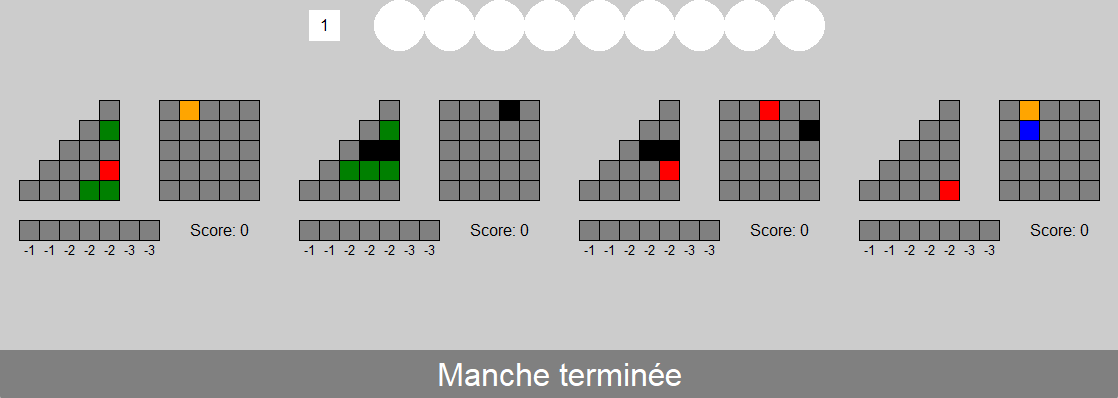 1
Score: 0 Score: 0 Score: 0 Score: 0
-1 -1 -2 -2 -2 -3 -3 -1 -1 -2 -2 -2 -3 -3 -1 -1 -2 -2 -2 -3 -3 -1 -1 -2 -2 -2 -3 -3
Manche terminée